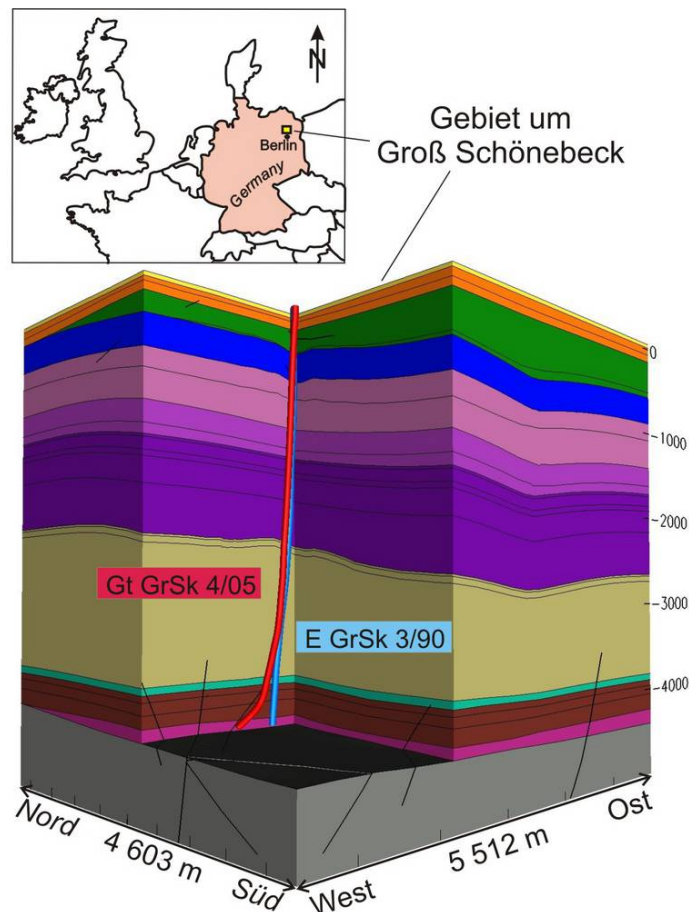 N
Berlin
Germany
Gebiet um
Groß Schönebeck
0
-1000
-2000
-3000
-4000
Gt GrSk 4/05
E GrSk 3/90
Nord
4 603 m
Süd
West
5 512 m
Ost